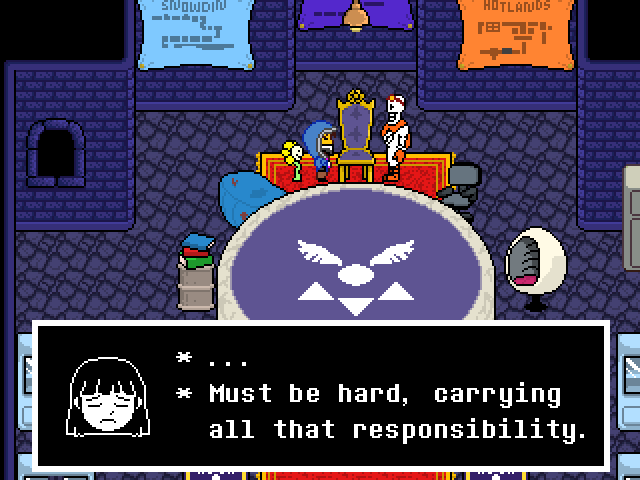 SNOWDIN
HOTLANDS
* ...
* Must be hard, carrying
all that responsibility.